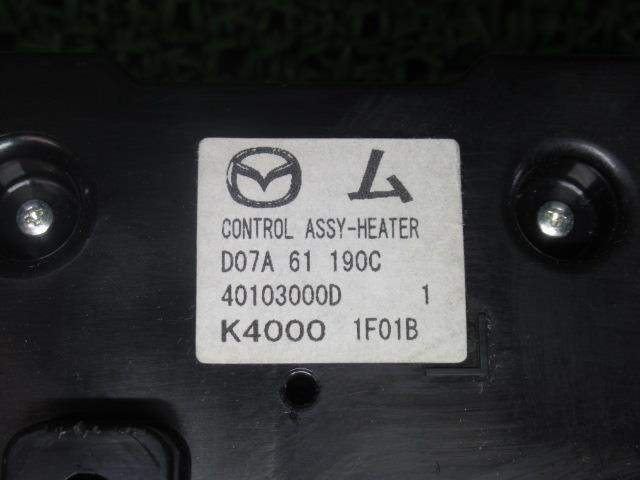 ム
CONTROL ASSY-HEATER
D07A 61 190C
40103000D 1
K4000 1F01B